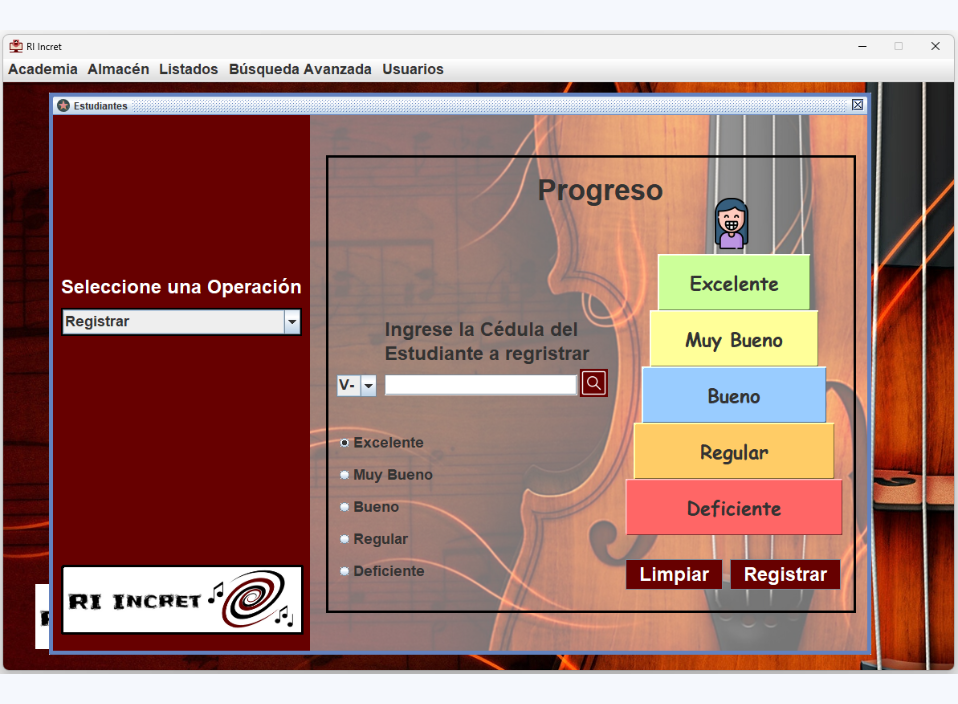 RI Incret
Academia Almacén Listados Búsqueda Avanzada Usuarios
Estudiantes
Seleccione una Operación
Registrar
RI INCRET
Progreso
Ingrese la Cédula del
Estudiante a regristrar
V-
Excelente
Muy Bueno
Bueno
Regular
Deficiente
Excelente
Muy Bueno
Bueno
Regular
Deficiente
Limpiar Registrar